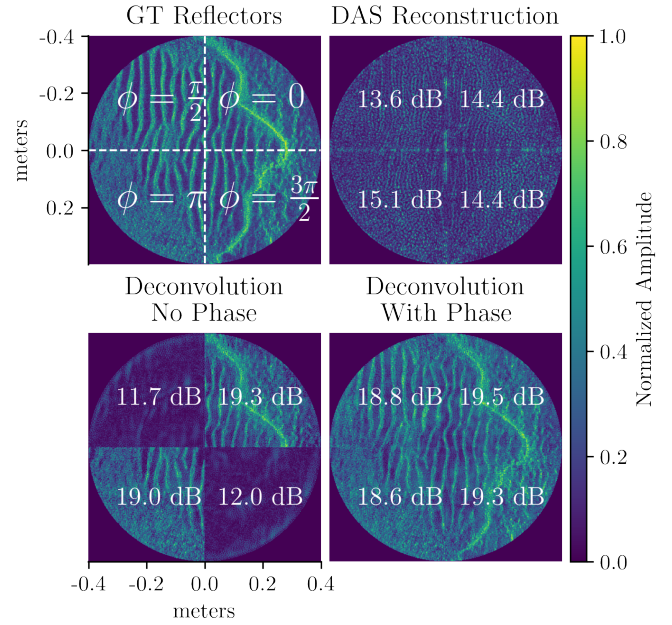 GT Reflectors
DAS Reconstruction
-0.4
-0.2
0.0
0.2
meters
ϕ = π/2
ϕ = 0
ϕ = π
ϕ = 3π/2
13.6 dB
14.4 dB
15.1 dB
14.4 dB
Deconvolution
No Phase
Deconvolution
With Phase
11.7 dB
19.3 dB
19.0 dB
12.0 dB
18.8 dB
19.5 dB
18.6 dB
19.3 dB
-0.4
-0.2
0.0
0.2
0.4
meters
1.0
0.8
0.6
0.4
0.2
0.0
Normalized Amplitude